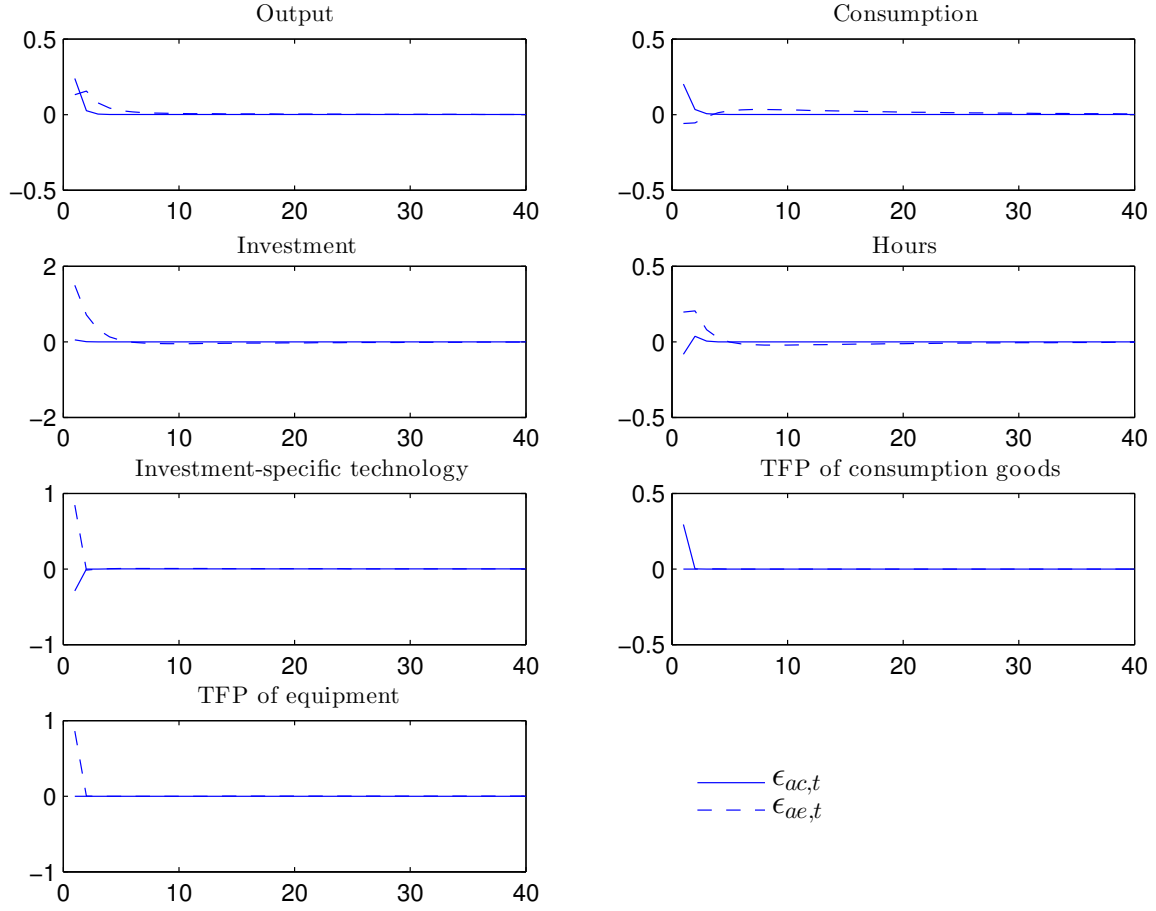 Output
0.5
0
−0.5
0 10 20 30 40
Consumption
0.5
0
−0.5
0 10 20 30 40
Investment
2
0
−2
0 10 20 30 40
Hours
0.5
0
−0.5
0 10 20 30 40
Investment-specific technology
1
0
−1
0 10 20 30 40
TFP of consumption goods
0.5
0
−0.5
0 10 20 30 40
TFP of equipment
1
0
−1
0 10 20 30 40
ϵac,t
ϵae,t